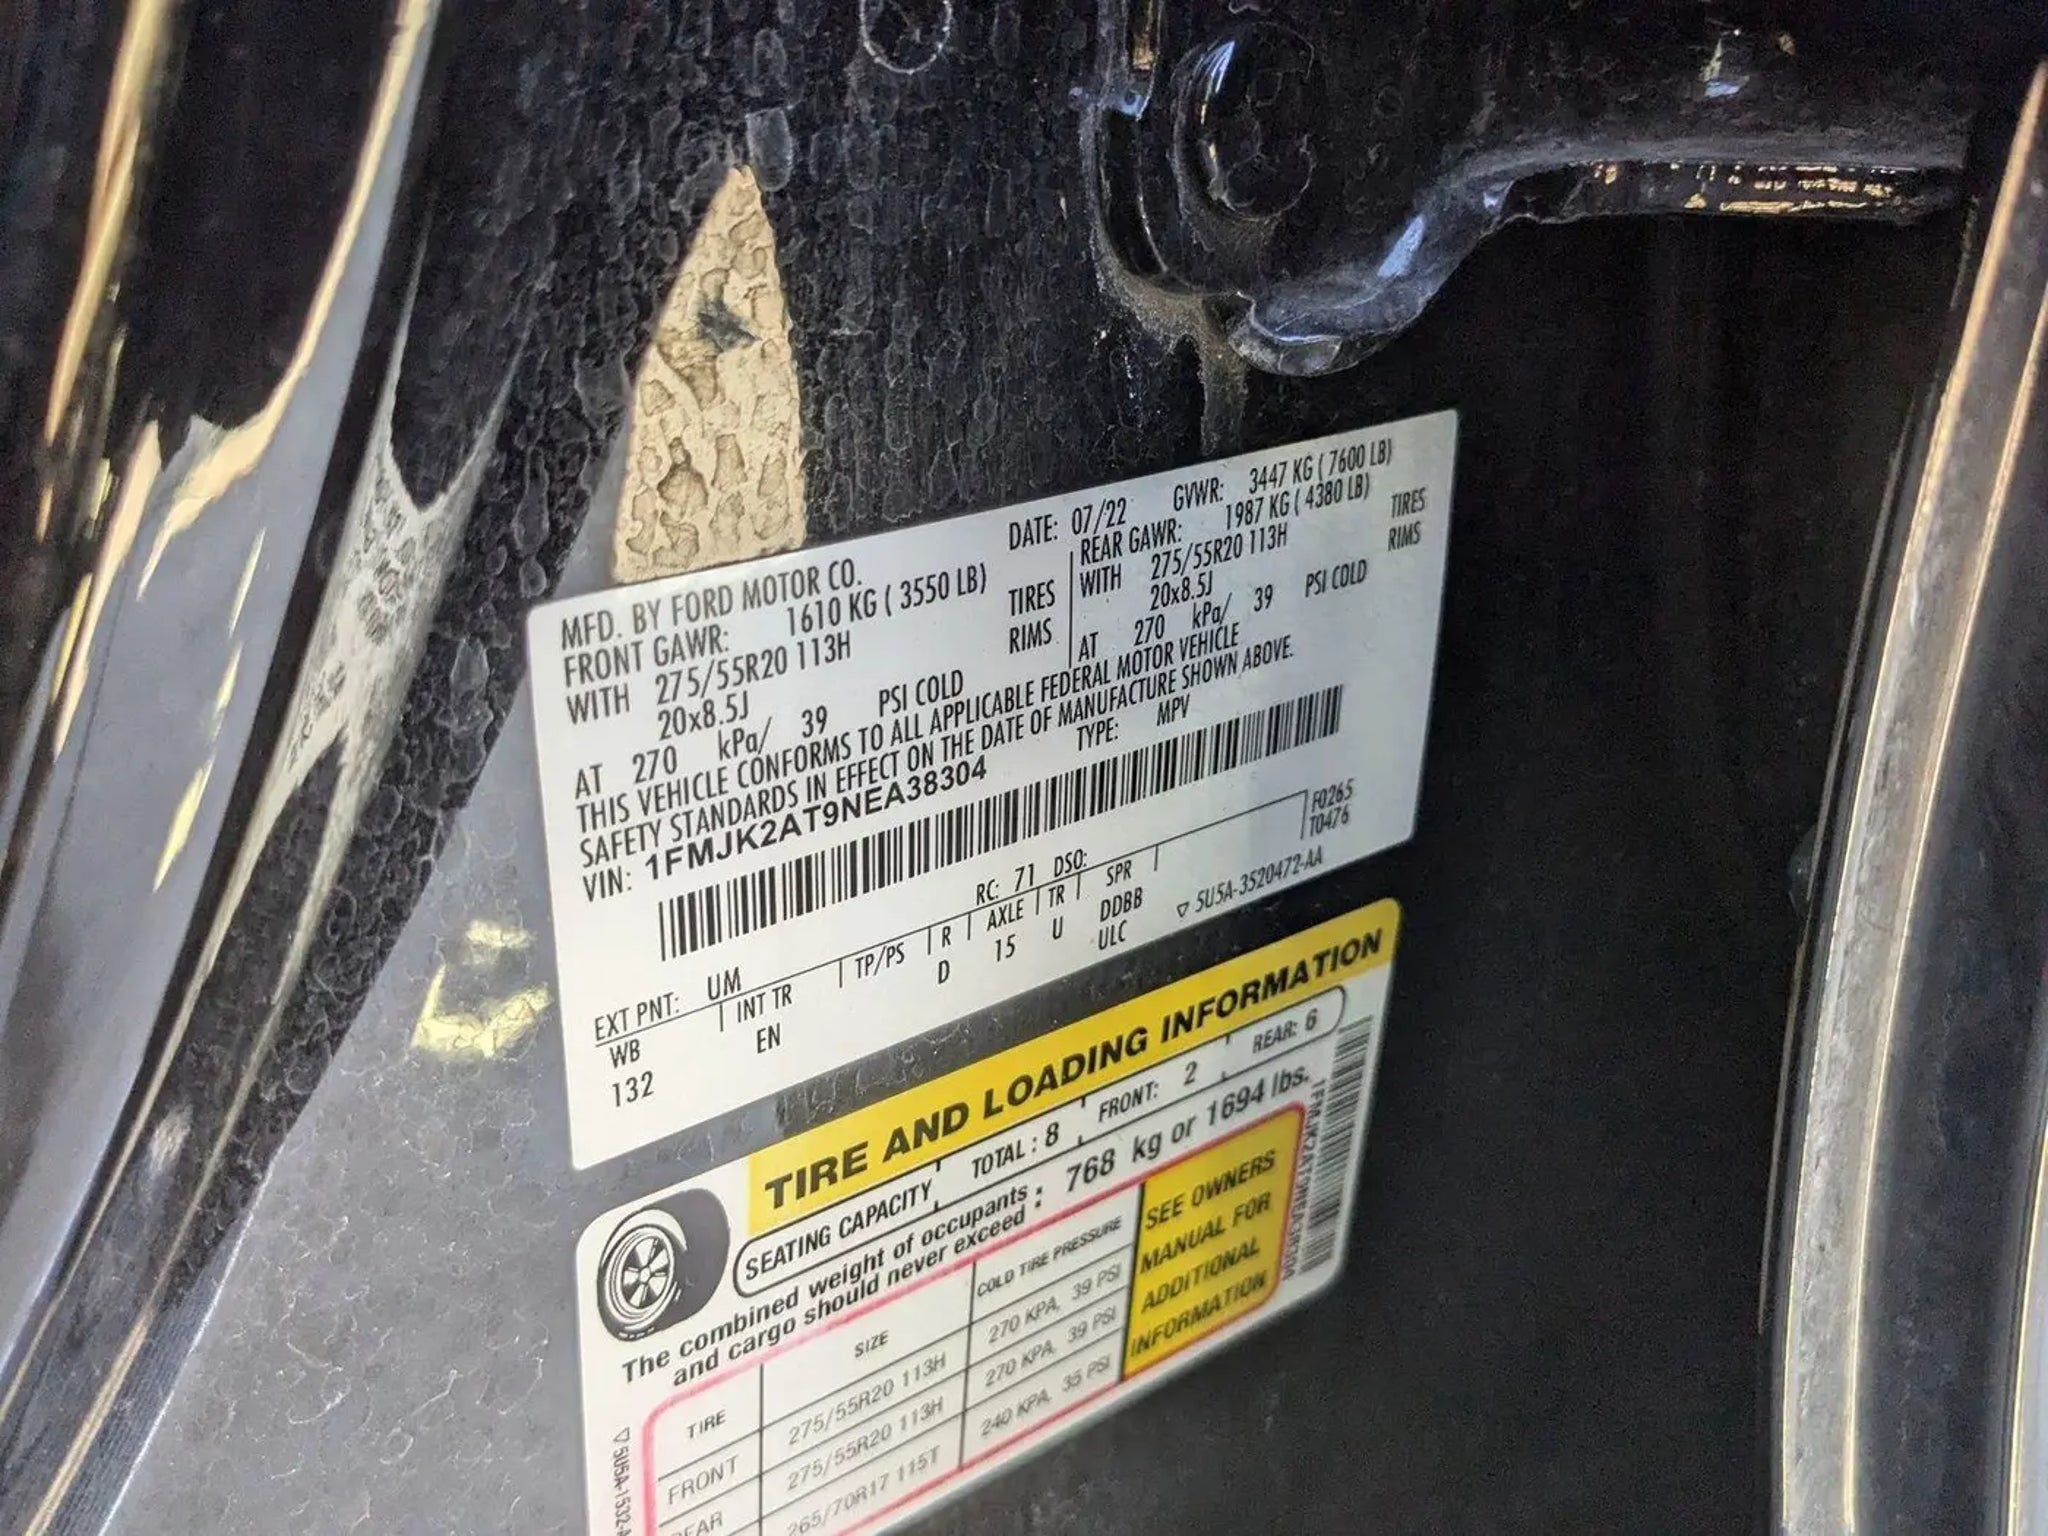 MFD. BY FORD MOTOR CO.
DATE: 07/22 GVWR: 3447 KG ( 7600 LB)
FRONT GAWR: 1610 KG ( 3550 LB)
WITH 275/55R20 113H TIRES
20x8.5J RIMS
AT 270 kPa/ 39 PSI COLD
REAR GAWR: 1987 KG ( 4380 LB)
WITH 275/55R20 113H TIRES
20x8.5J RIMS
AT 270 kPa/ 39 PSI COLD
THIS VEHICLE CONFORMS TO ALL APPLICABLE FEDERAL MOTOR VEHICLE
SAFETY STANDARDS IN EFFECT ON THE DATE OF MANUFACTURE SHOWN ABOVE.
VIN: 1FMJK2AT9NEA38304 TYPE: MPV
F0265
T0476
EXT PNT: UM RC: 71 DSO:
WB INT TR TP/PS R AXLE TR SPR
132 EN D 15 U DDBB
ULC
▽ 5U5A-3520472-AA
TIRE AND LOADING INFORMATION
SEATING CAPACITY TOTAL : 8 FRONT: 2 REAR: 6
The combined weight of occupants
and cargo should never exceed : 768 kg or 1694 lbs.
TIRE SIZE COLD TIRE PRESSURE
FRONT 275/55R20 113H 270 KPA, 39 PSI
REAR 275/55R20 113H 270 KPA, 39 PSI
265/70R17 115T 240 KPA, 35 PSI
SEE OWNERS
MANUAL FOR
ADDITIONAL
INFORMATION
1FMJK2AT9NEA38304
▽ 5U5A-1532-A